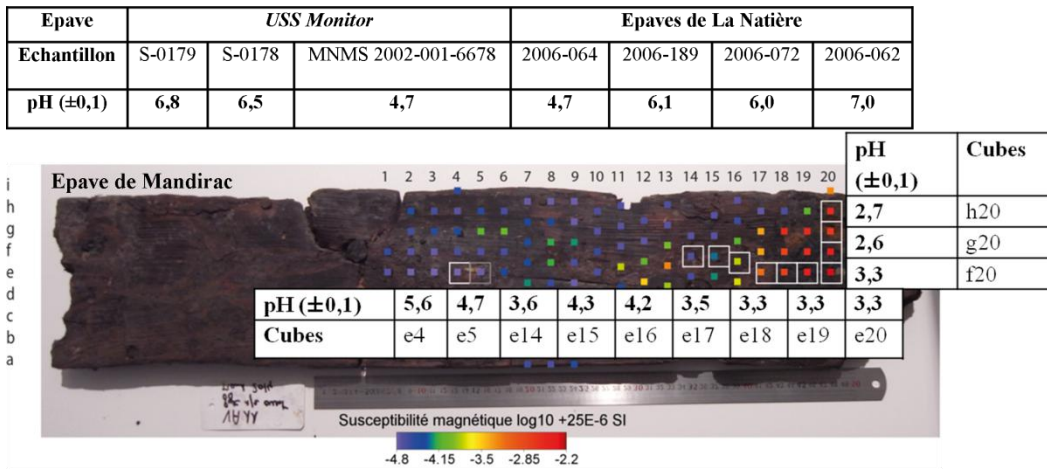 Epave USS Monitor Epaves de La Natière
Echantillon S-0179 S-0178 MNMS 2002-001-6678 2006-064 2006-189 2006-072 2006-062
pH (±0,1) 6,8 6,5 4,7 4,7 6,1 6,0 7,0
pH (±0,1) Cubes
2,7 h20
2,6 g20
3,3 f20
Epave de Mandirac
1 2 3 4 5 6 7 8 9 10 11 12 13 14 15 16 17 18 19 20
i
h
g
f
e
d
c
b
a
pH (±0,1) 5,6 4,7 3,6 4,3 4,2 3,5 3,3 3,3 3,3
Cubes e4 e5 e14 e15 e16 e17 e18 e19 e20
Susceptibilité magnétique log10 +25E-6 SI
-4.8 -4.15 -3.5 -2.85 -2.2